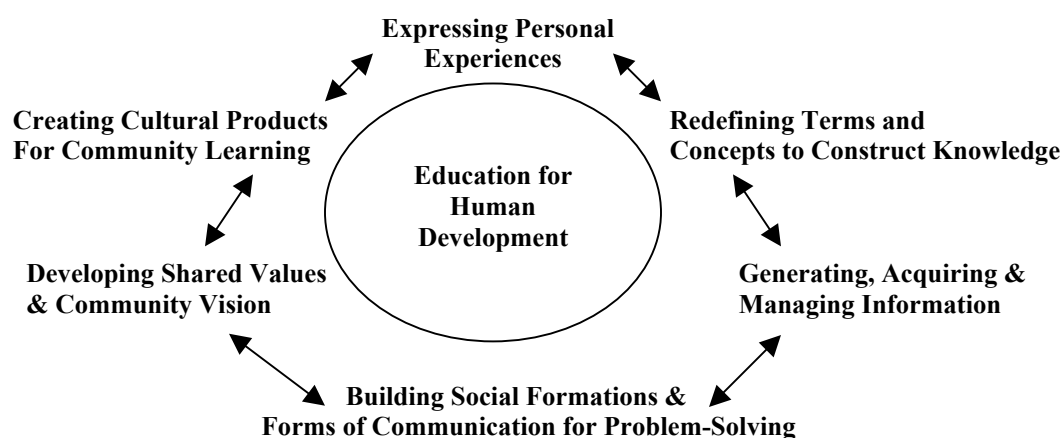 Expressing Personal
Experiences
Creating Cultural Products
For Community Learning
Redefining Terms and
Concepts to Construct Knowledge
Education for
Human
Development
Developing Shared Values
& Community Vision
Generating, Acquiring &
Managing Information
Building Social Formations &
Forms of Communication for Problem-Solving